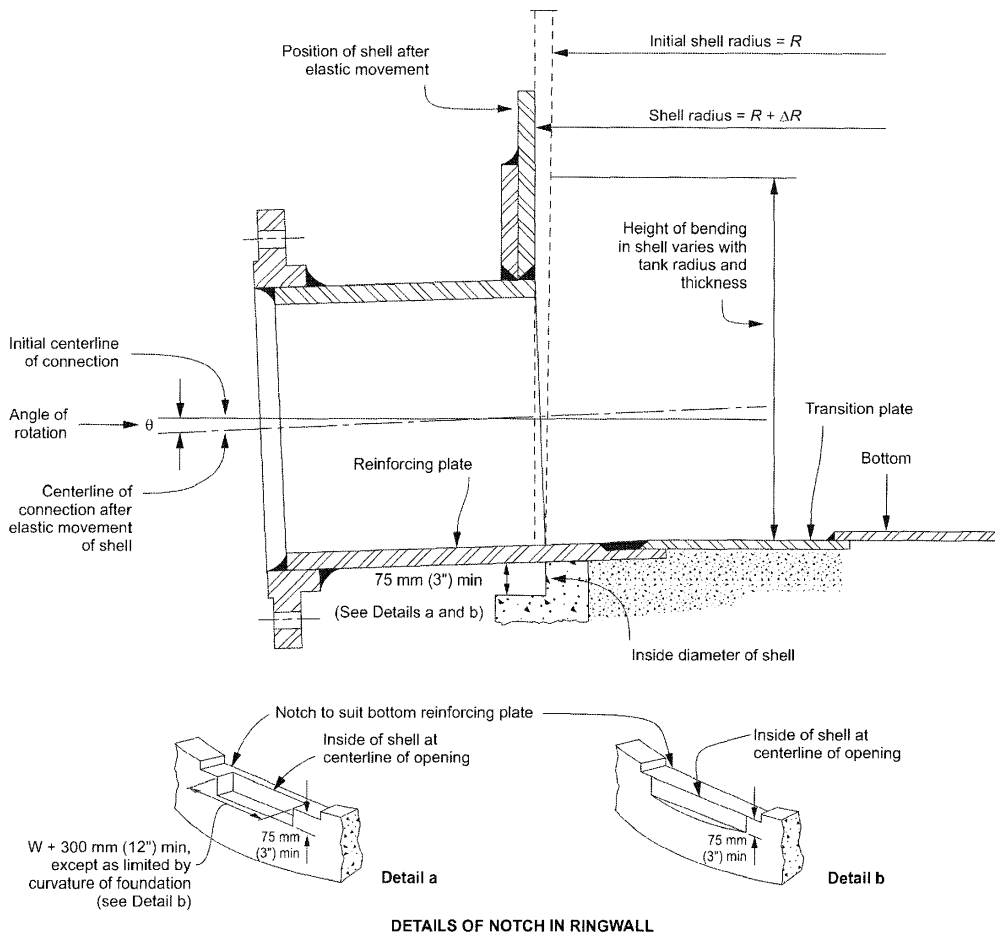 Initial shell radius = R
Position of shell after
elastic movement
Shell radius = R + ΔR
Height of bending
in shell varies with
tank radius and
thickness
Initial centerline
of connection
Angle of
rotation
θ
Transition plate
Bottom
Reinforcing plate
Centerline of
connection after
elastic movement
of shell
75 mm (3") min
(See Details a and b)
Inside diameter of shell
Notch to suit bottom reinforcing plate
Inside of shell at
centerline of opening
75 mm
(3") min
W + 300 mm (12") min,
except as limited by
curvature of foundation
(see Detail b)
Detail a
Inside of shell at
centerline of opening
75 mm
(3") min
Detail b
DETAILS OF NOTCH IN RINGWALL